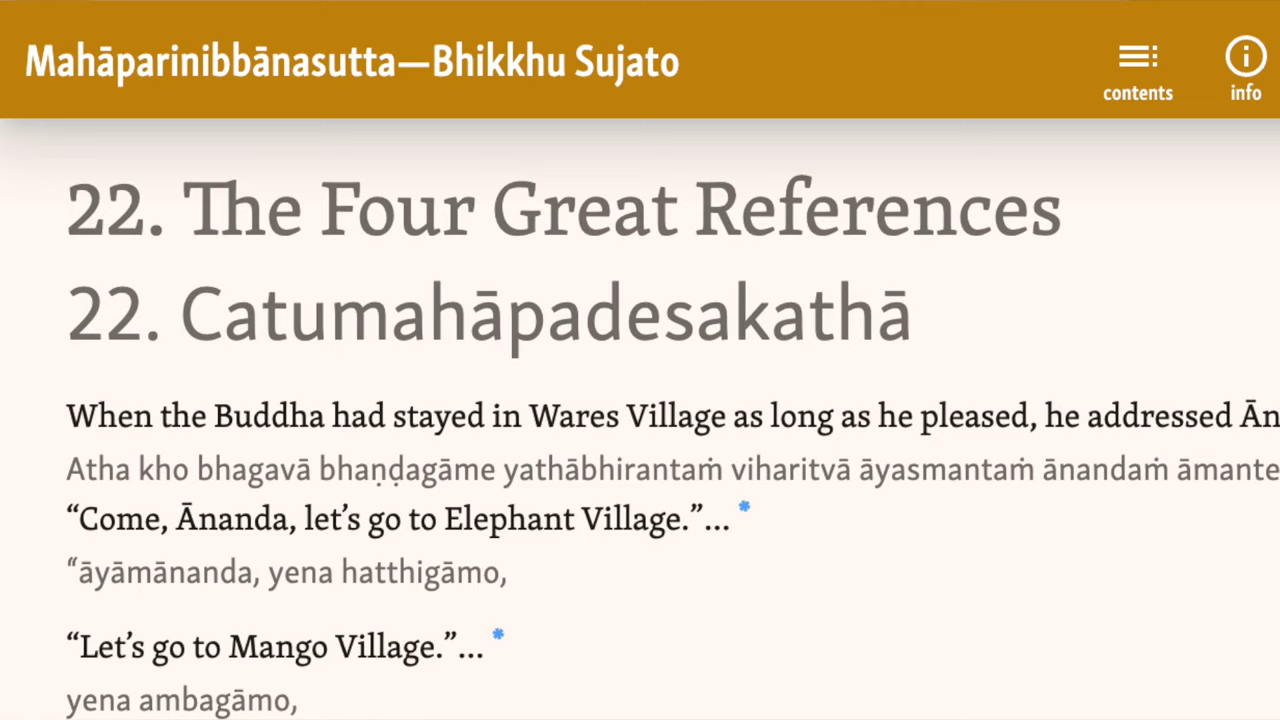 Mahāparinibbānasutta—Bhikkhu Sujato
contents
info
22. The Four Great References
22. Catumahāpadesakathā
When the Buddha had stayed in Wares Village as long as he pleased, he addressed Ān
Atha kho bhagavā bhaṇḍagāme yathābhirantaṁ viharitvā āyasmantaṁ ānandaṁ āmante
“Come, Ānanda, let’s go to Elephant Village.”… *
“āyāmānanda, yena hatthigāmo,
“Let’s go to Mango Village.”… *
yena ambagāmo,